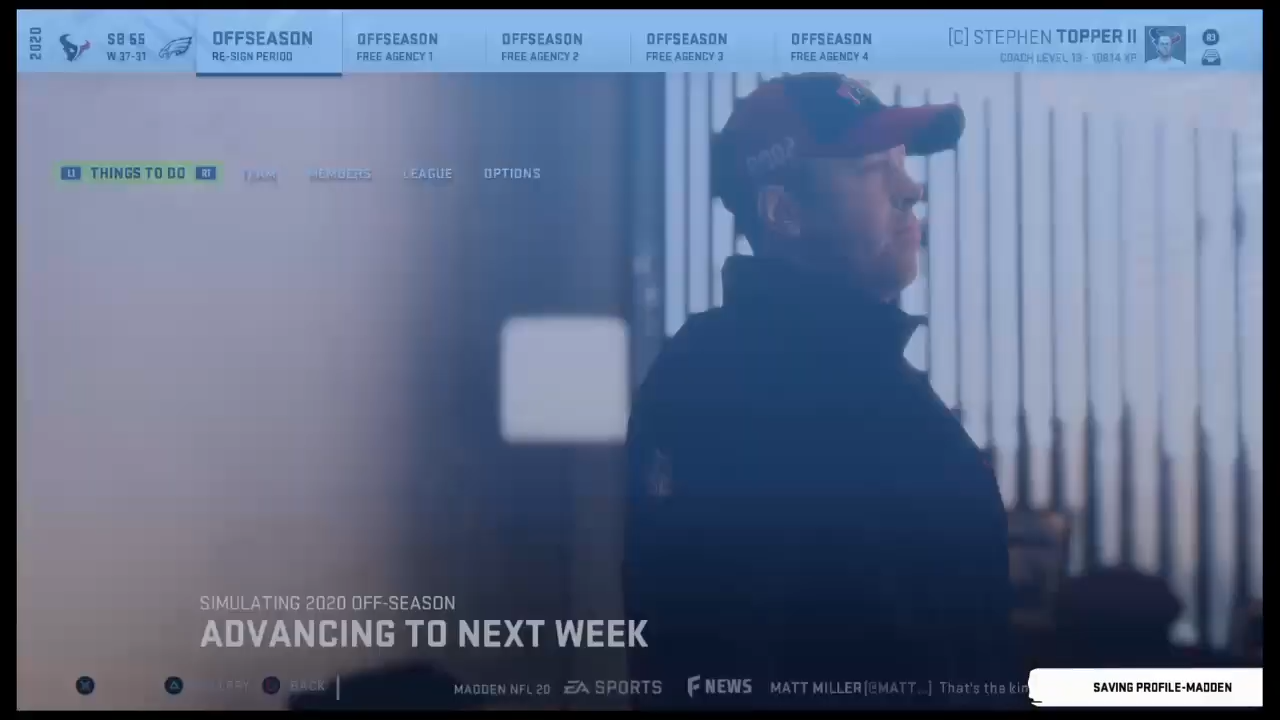 2020
SB 55
W 37-31
OFFSEASON
RE-SIGN PERIOD
OFFSEASON
FREE AGENCY 1
OFFSEASON
FREE AGENCY 2
OFFSEASON
FREE AGENCY 3
OFFSEASON
FREE AGENCY 4
[C] STEPHEN TOPPER II
COACH LEVEL 13 - 10814 XP
83
L1 THINGS TO DO R1 TEAM MEMBERS LEAGUE OPTIONS
SIMULATING 2020 OFF-SEASON
ADVANCING TO NEXT WEEK
BACK
MADDEN NFL 20 EA SPORTS F NEWS MATT MILLER[@MATT...] That's tha kin
SAVING PROFILE-MADDEN